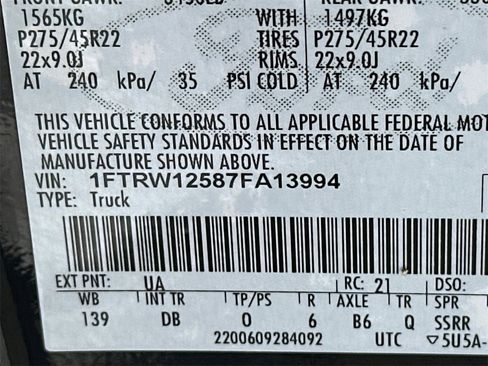 1565KG 1497KG
P275/45R22 TIRES P275/45R22
22x9.0J RIMS 22x9.0J
AT 240 kPa/ 35 PSI COLD AT 240 kPa/
THIS VEHICLE CONFORMS TO ALL APPLICABLE FEDERAL MOT
VEHICLE SAFETY STANDARDS IN EFFECT ON THE DATE OF
MANUFACTURE SHOWN ABOVE.
VIN: 1FTRW12587FA13994
TYPE: Truck
EXT PNT: UA RC: 21 DSO:
WB INT TR TP/PS R AXLE TR SPR
139 DB O 6 B6 Q SSRR
2200609284092 UTC ▽5U5A-